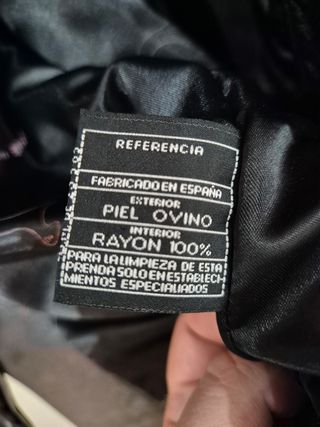 REFERENCIA
FABRICADO EN ESPAÑA
EXTERIOR
PIEL OVINO
INTERIOR
RAYON 100%
PARA LA LIMPIEZA DE ESTA
PRENDA SOLO EN ESTABLECI-
MIENTOS ESPECIALIADOS